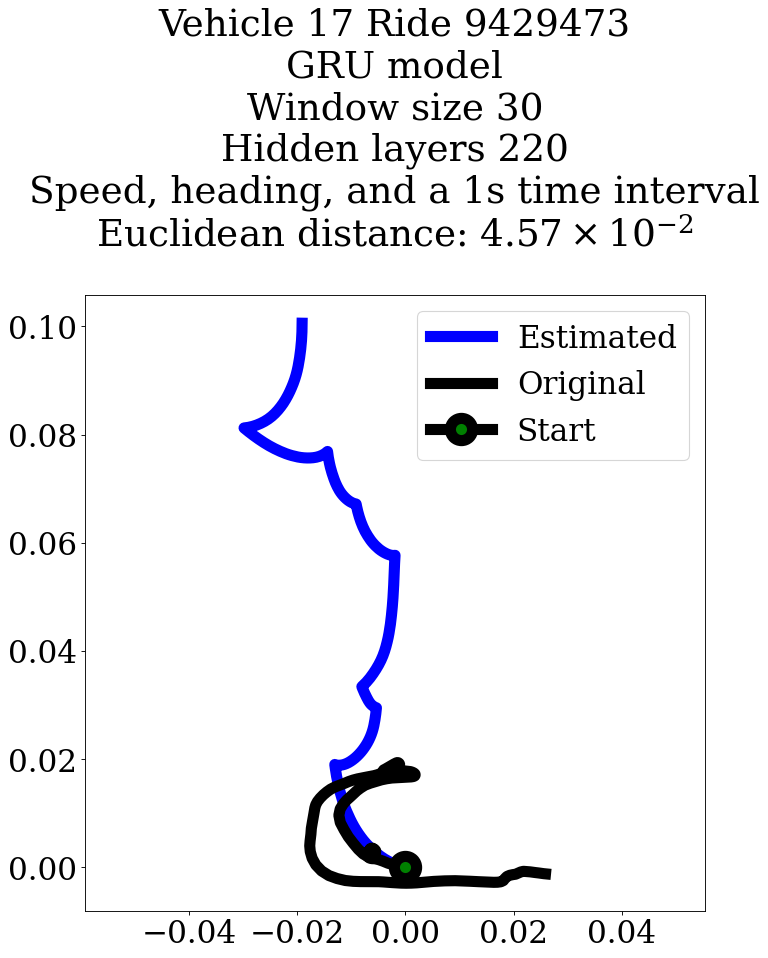 Vehicle 17 Ride 9429473
GRU model
Window size 30
Hidden layers 220
Speed, heading, and a 1s time interval
Euclidean distance: 4.57 × 10⁻²
Estimated
Original
Start
0.10
0.08
0.06
0.04
0.02
0.00
−0.04 −0.02 0.00 0.02 0.04